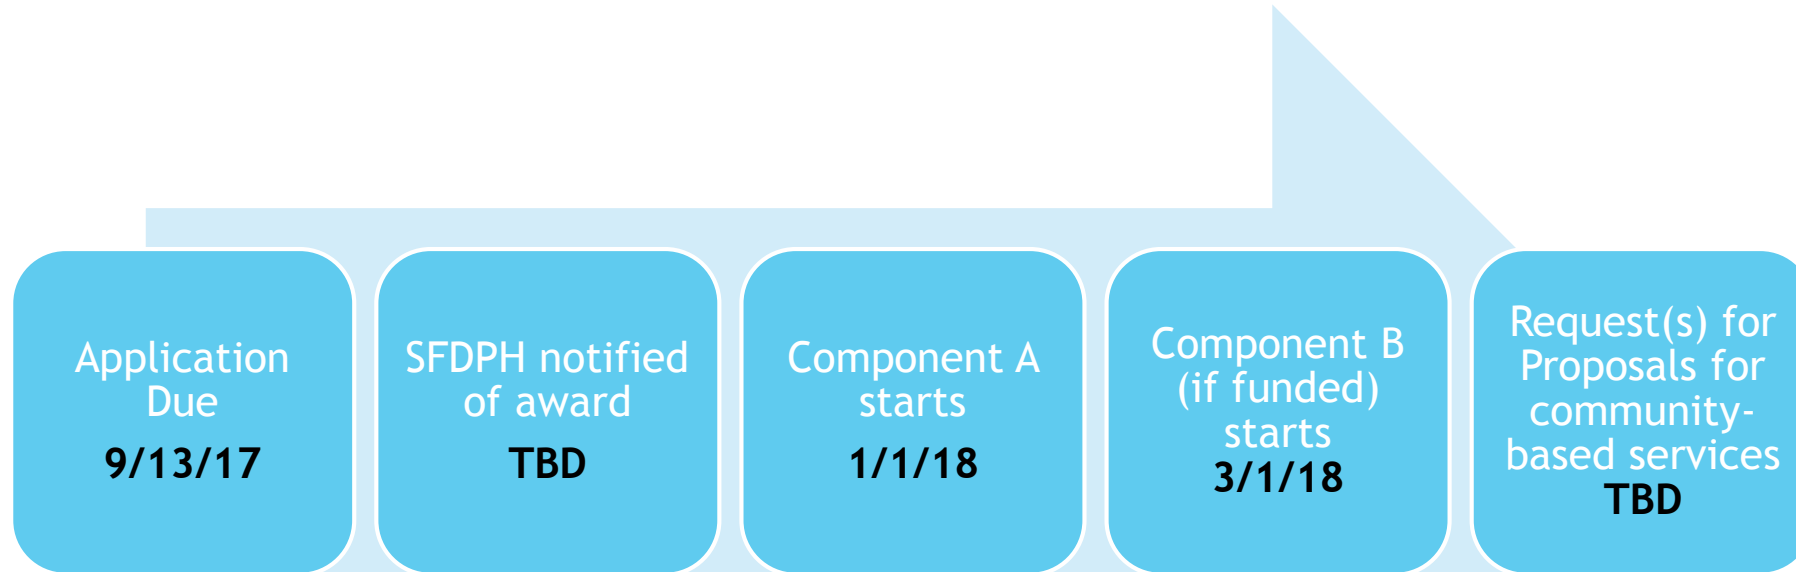 Application
Due
9/13/17
SFDPH notified
of award
TBD
Component A
starts
1/1/18
Component B
(if funded)
starts
3/1/18
Request(s) for
Proposals for
community-
based services
TBD